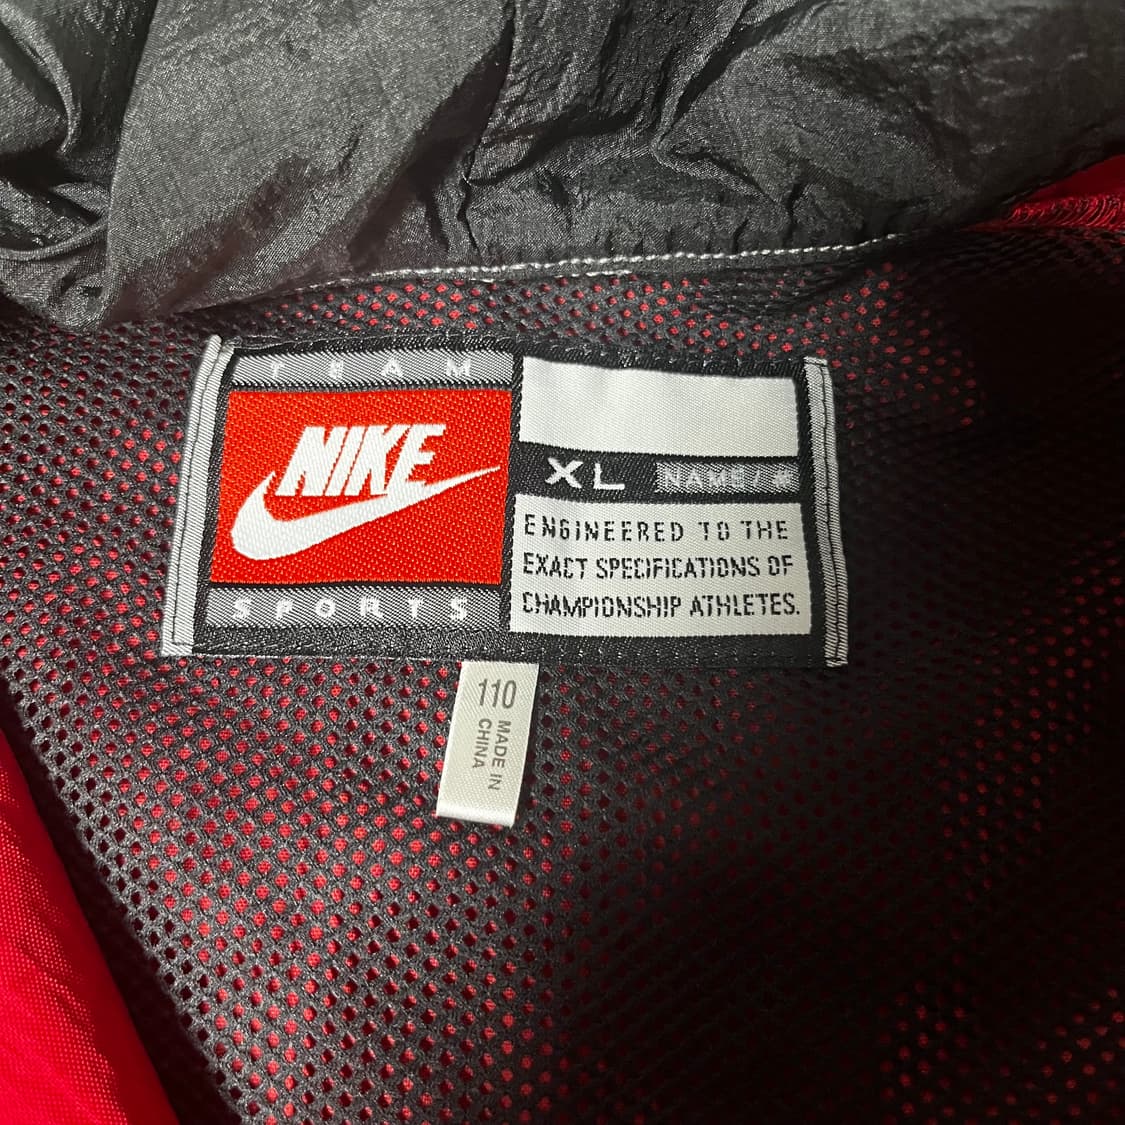 TEAM
NIKE
SPORTS
XL NAME/#
ENGINEERED TO THE
EXACT SPECIFICATIONS OF
CHAMPIONSHIP ATHLETES.
110
MADE IN
CHINA